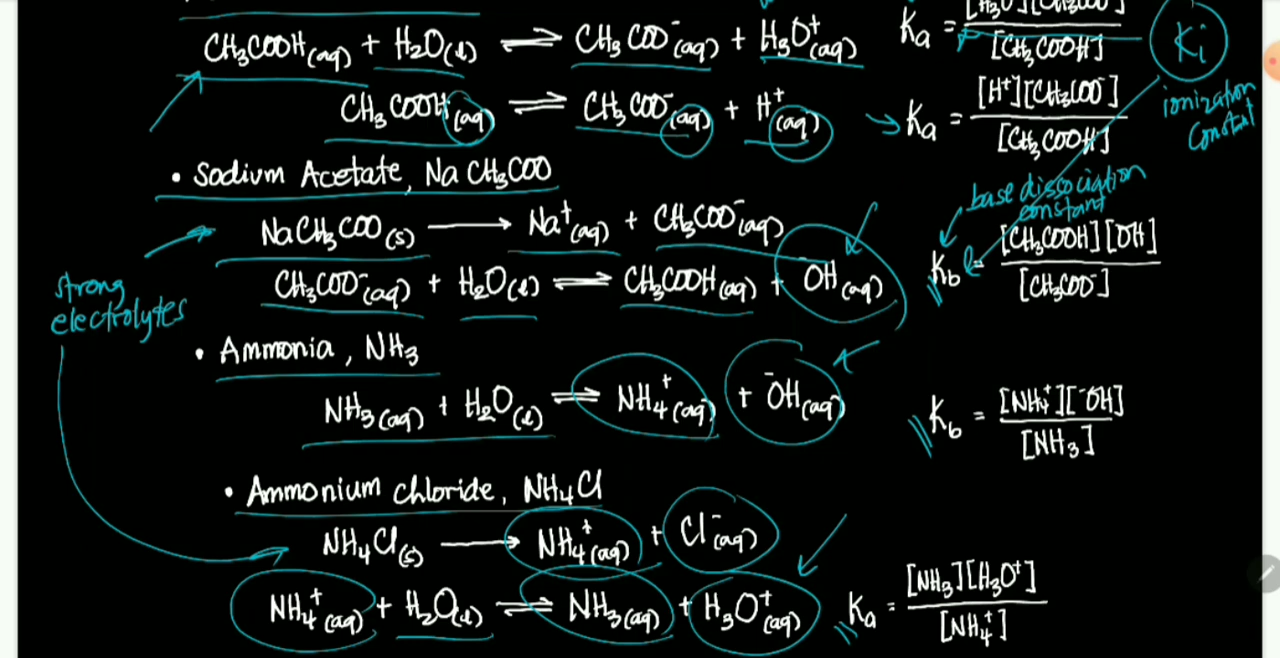 CH₃COOH(aq) + H₂O(l) ⇌ CH₃COO⁻(aq) + H₃O⁺(aq) Ka = [H₃O⁺][CH₃COO⁻] / [CH₃COOH] Ki
CH₃COOH(aq) ⇌ CH₃COO⁻(aq) + H⁺(aq) Ka = [H⁺][CH₃COO⁻] / [CH₃COOH]
ionization
Constant
• Sodium Acetate, NaCH₃COO
base dissociation
constant
NaCH₃COO(s) → Na⁺(aq) + CH₃COO⁻(aq)
CH₃COO⁻(aq) + H₂O(l) ⇌ CH₃COOH(aq) + ⁻OH(aq) Kb = [CH₃COOH][⁻OH] / [CH₃COO⁻]
strong
electrolytes
• Ammonia, NH₃
NH₃(aq) + H₂O(l) ⇌ NH₄⁺(aq) + ⁻OH(aq) Kb = [NH₄⁺][⁻OH] / [NH₃]
• Ammonium chloride, NH₄Cl
NH₄Cl(s) → NH₄⁺(aq) + Cl⁻(aq)
NH₄⁺(aq) + H₂O(l) ⇌ NH₃(aq) + H₃O⁺(aq) Ka = [NH₃][H₃O⁺] / [NH₄⁺]